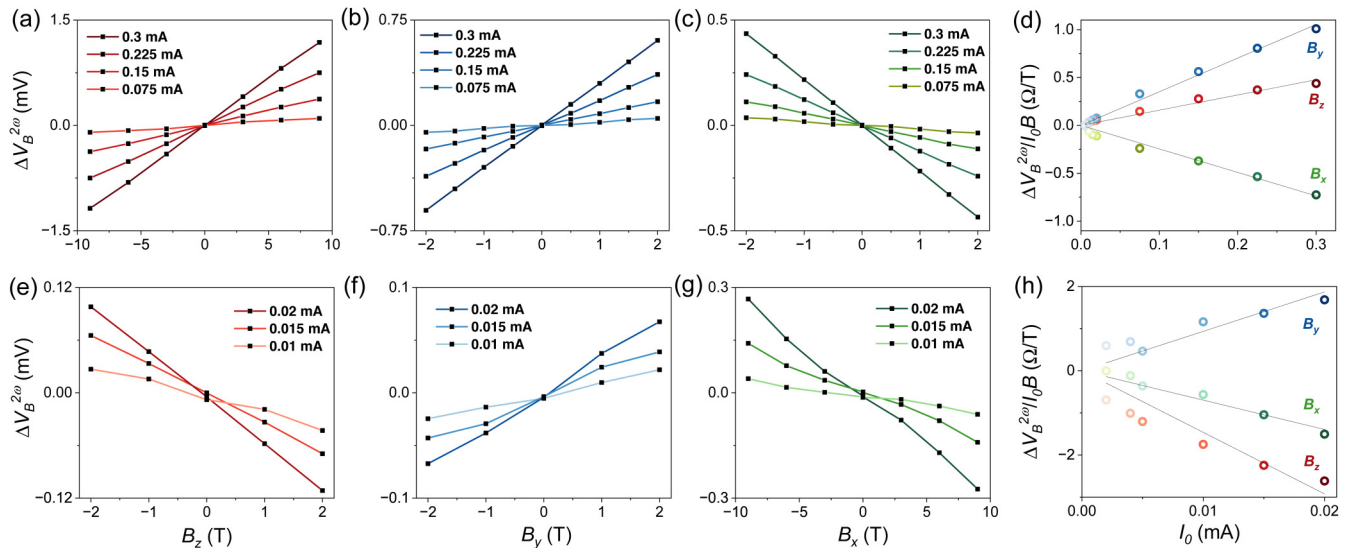 (a)
1.5
0.0
−1.5
ΔV_B^2ω (mV)
0.3 mA
0.225 mA
0.15 mA
0.075 mA
−10 −5 0 5 10
(b)
0.75
0.00
−0.75
0.3 mA
0.225 mA
0.15 mA
0.075 mA
−2 −1 0 1 2
(c)
0.5
0.0
−0.5
0.3 mA
0.225 mA
0.15 mA
0.075 mA
−2 −1 0 1 2
(d)
1.0
0.5
0.0
−0.5
−1.0
ΔV_B^2ω/I_0B (Ω/T)
B_y
B_z
B_x
0.0 0.1 0.2 0.3
(e)
0.12
0.00
−0.12
ΔV_B^2ω (mV)
0.02 mA
0.015 mA
0.01 mA
−2 −1 0 1 2
B_z (T)
(f)
0.1
0.0
−0.1
0.02 mA
0.015 mA
0.01 mA
−2 −1 0 1 2
B_y (T)
(g)
0.3
0.0
−0.3
0.02 mA
0.015 mA
0.01 mA
−10 −5 0 5 10
B_x (T)
(h)
2
0
−2
ΔV_B^2ω/I_0B (Ω/T)
B_y
B_x
B_z
0.00 0.01 0.02
I_0 (mA)